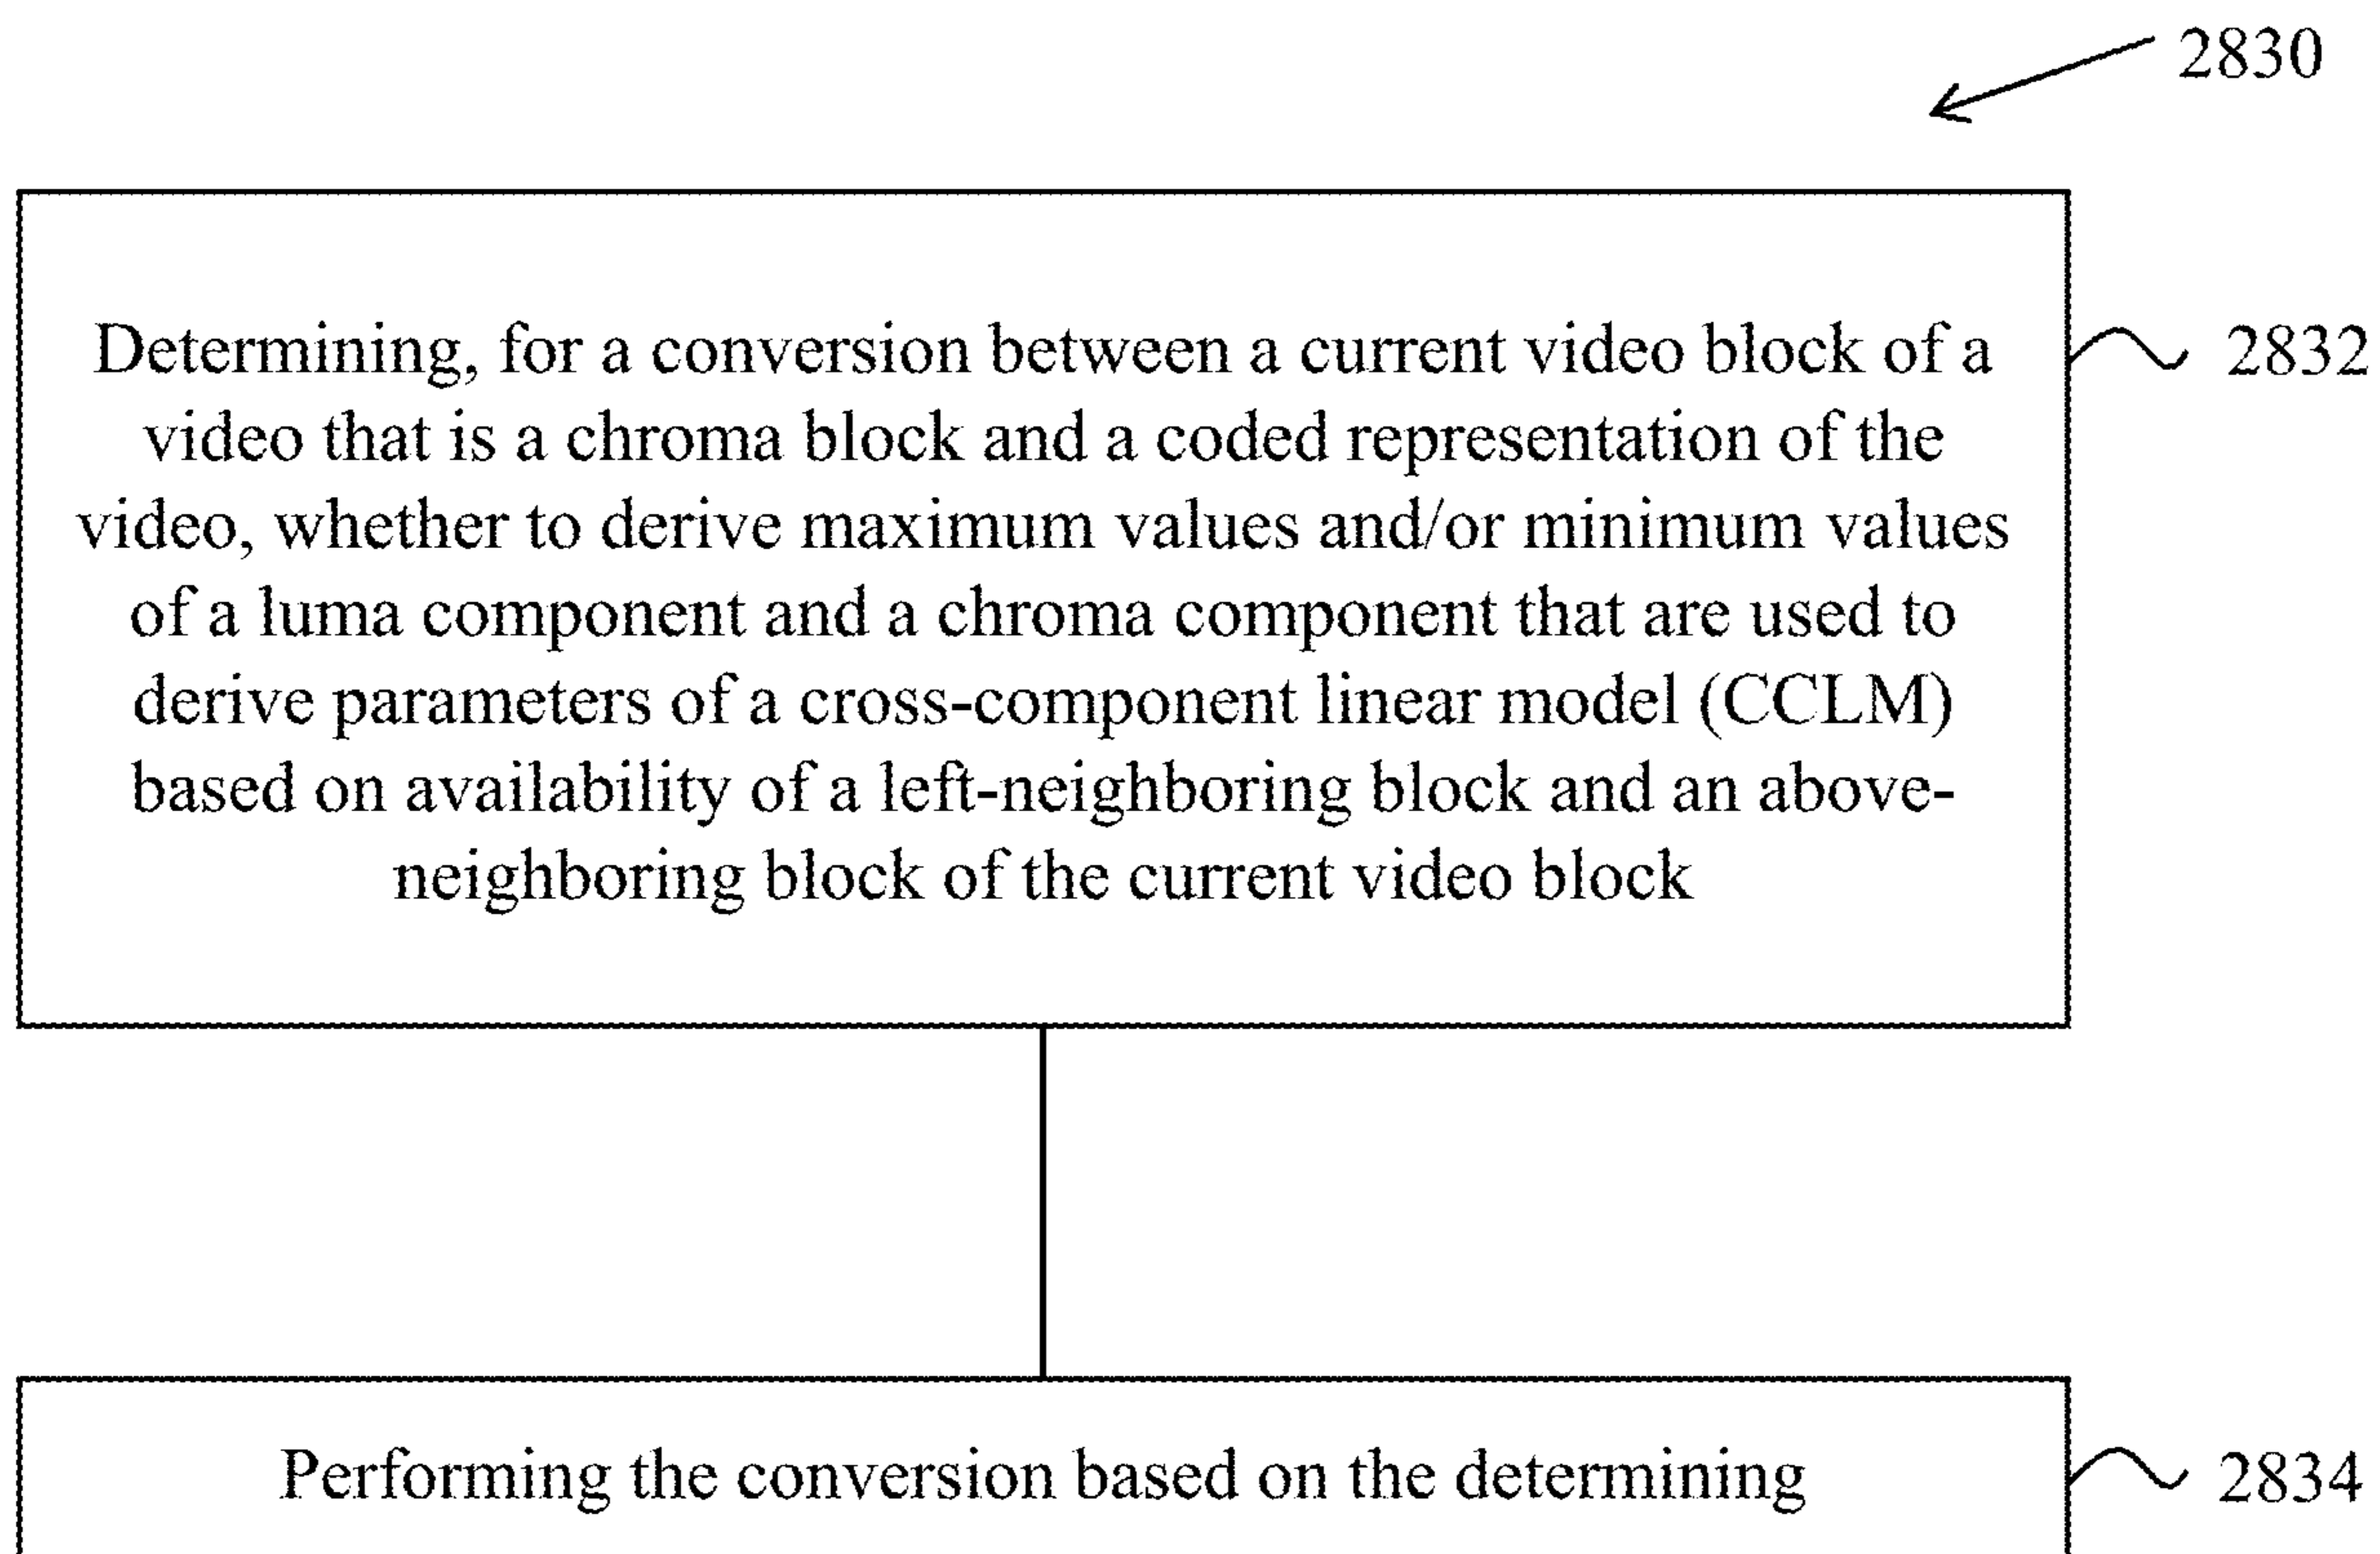 2830
Determining, for a conversion between a current video block of a
video that is a chroma block and a coded representation of the
video, whether to derive maximum values and/or minimum values
of a luma component and a chroma component that are used to
derive parameters of a cross-component linear model (CCLM)
based on availability of a left-neighboring block and an above-
neighboring block of the current video block
2832
Performing the conversion based on the determining
2834